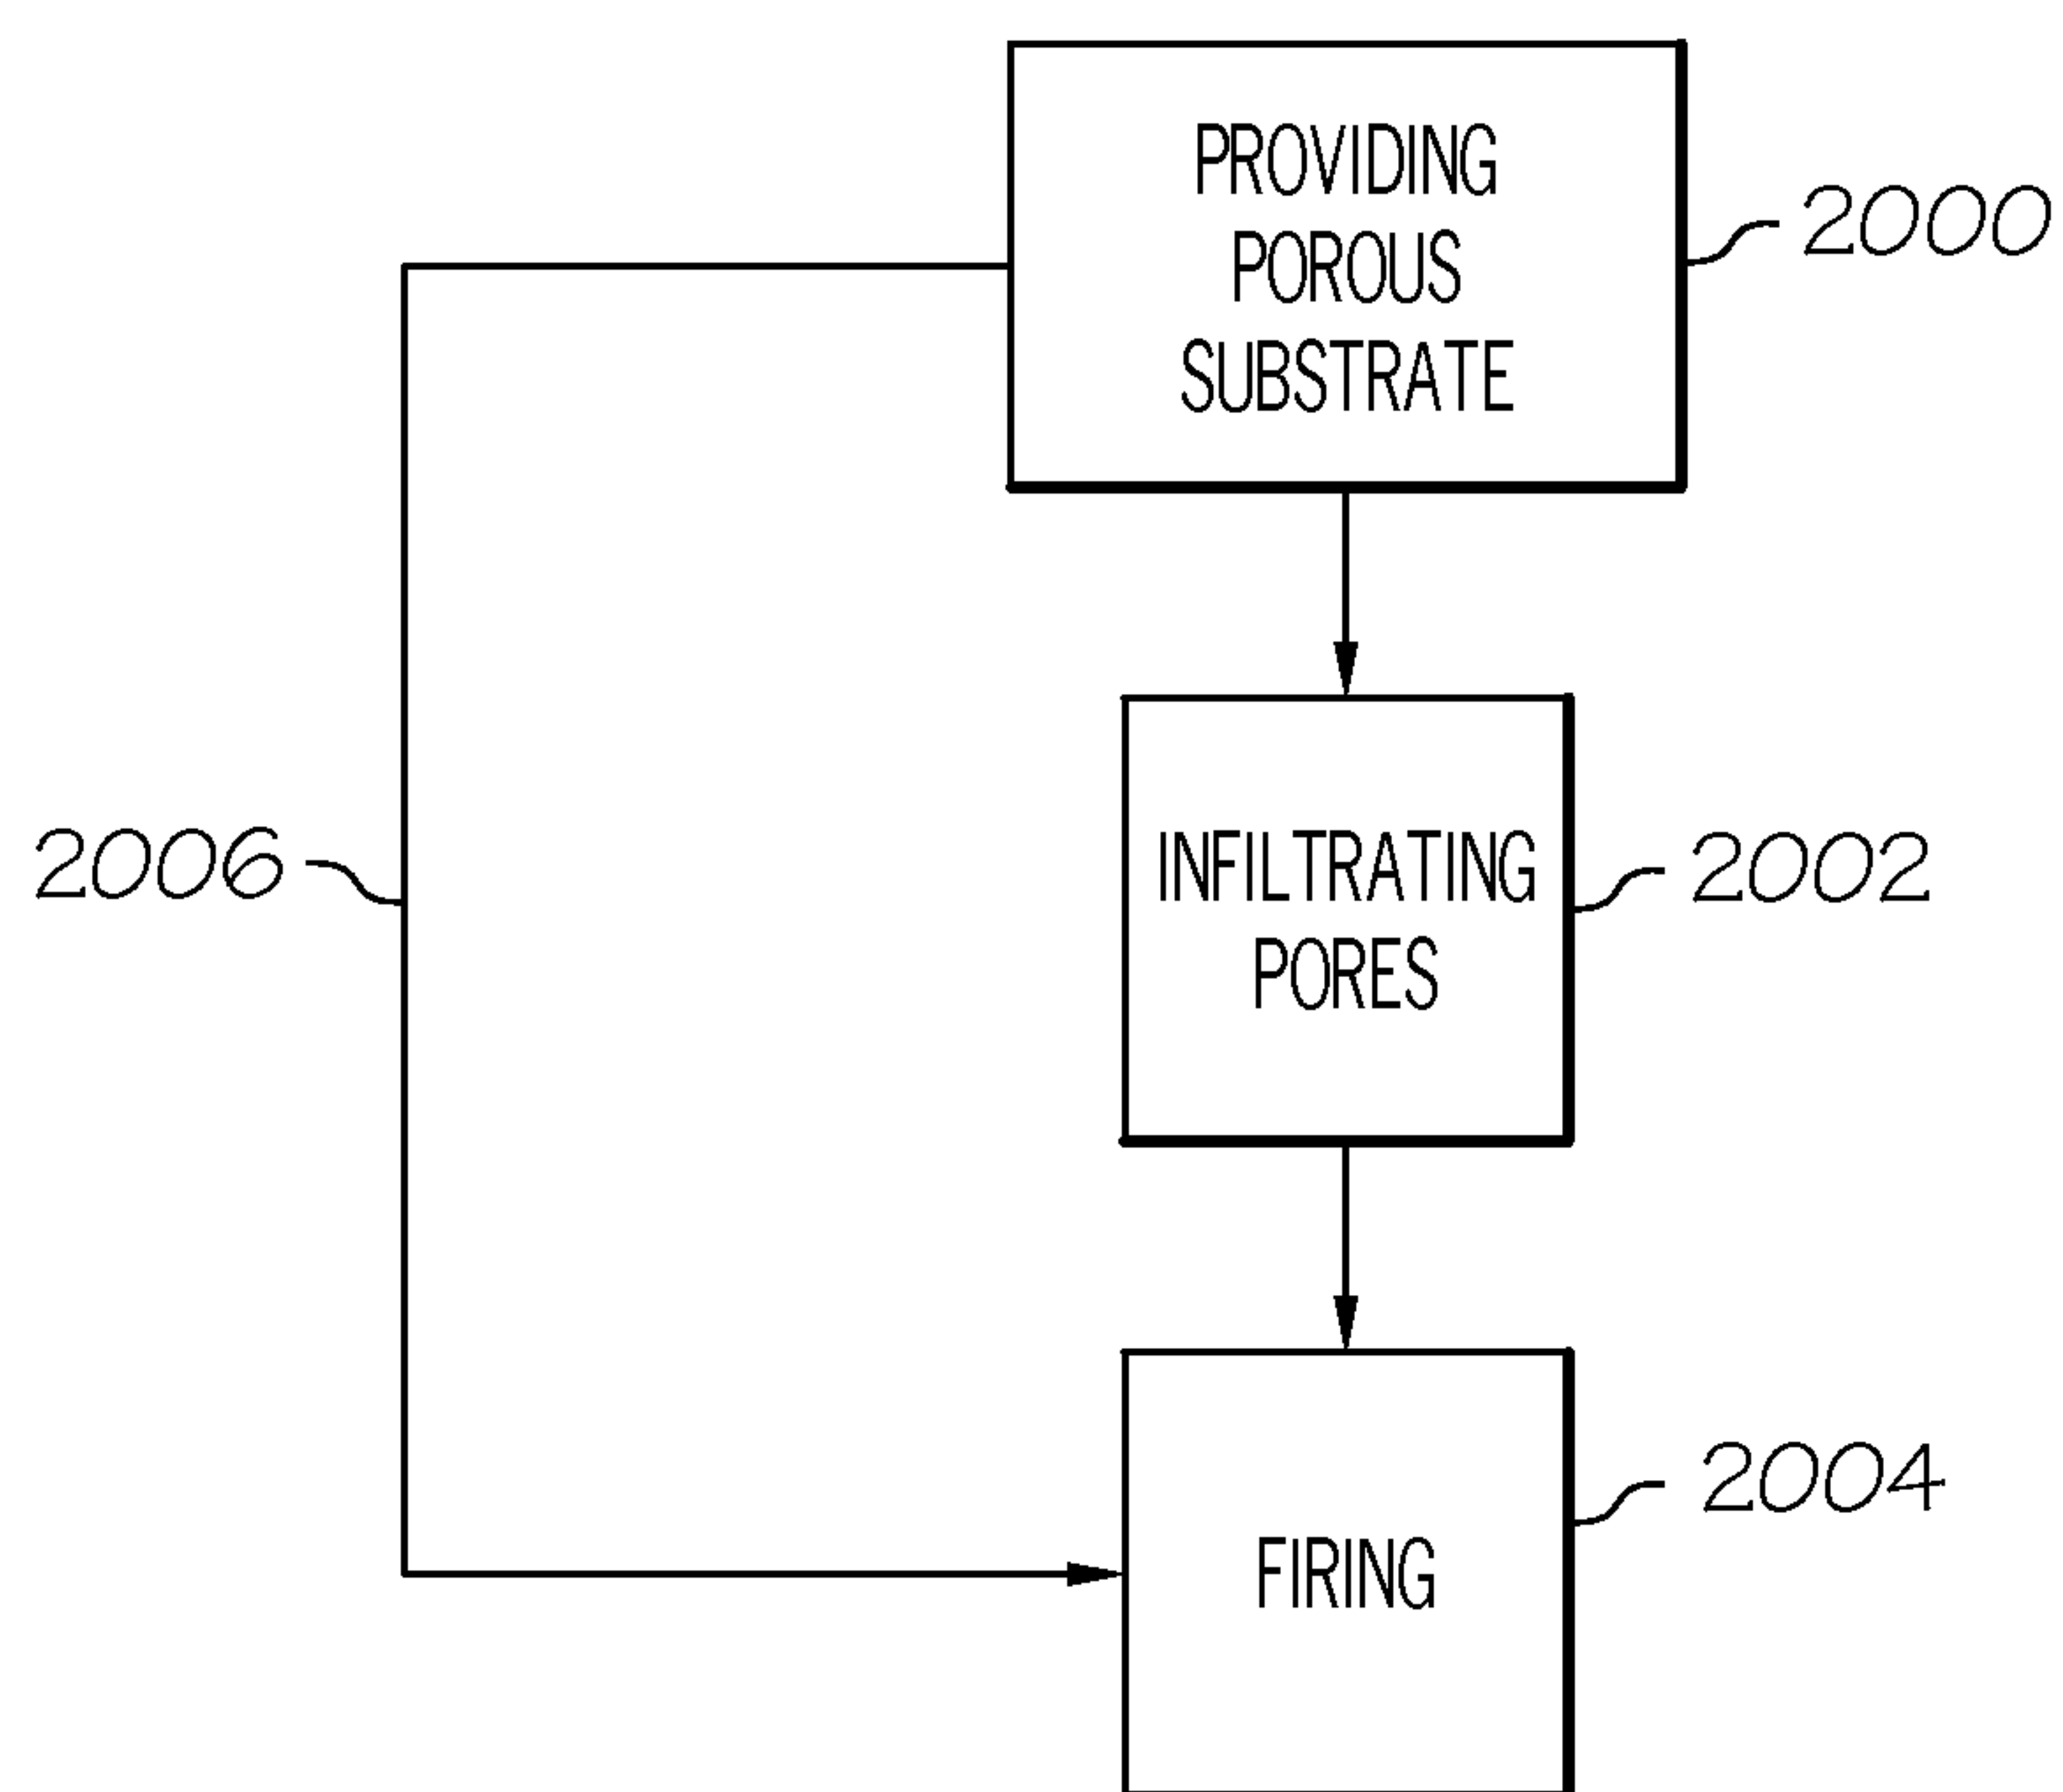 PROVIDING
POROUS
SUBSTRATE
2000
2006
INFILTRATING
PORES
2002
FIRING
2004